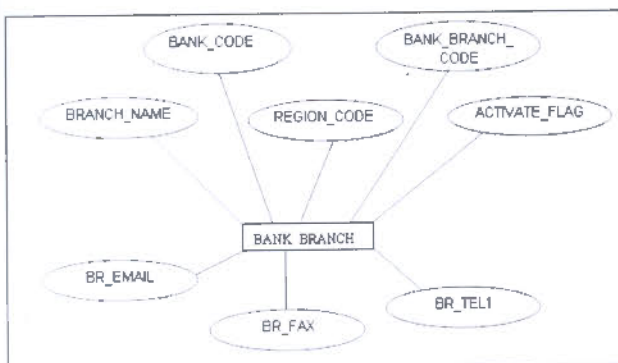 BANK_CODE
BANK_BRANCH_
CODE
BRANCH_NAME
REGION_CODE
ACTIVATE_FLAG
BANK BRANCH
BR_EMAIL
BR_FAX
BR_TEL1